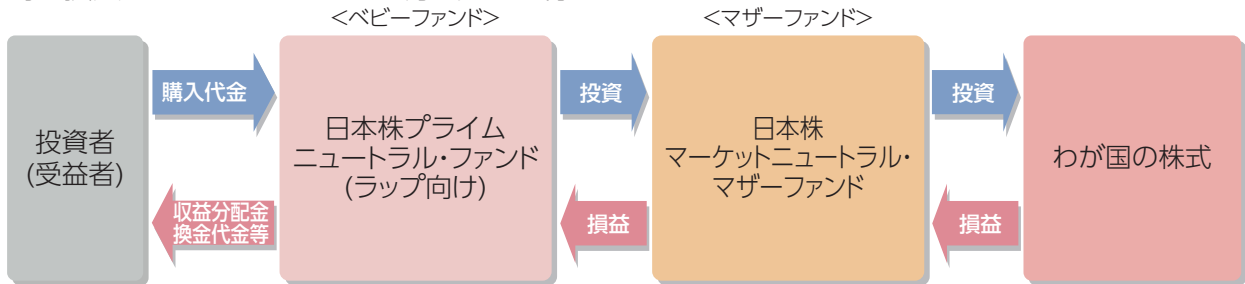 <ベビーファンド>
<マザーファンド>
投資者
(受益者)
購入代金
収益分配金
換金代金等
日本株プライム
ニュートラル・ファンド
(ラップ向け)
投資
損益
日本株
マーケットニュートラル・
マザーファンド
投資
損益
わが国の株式